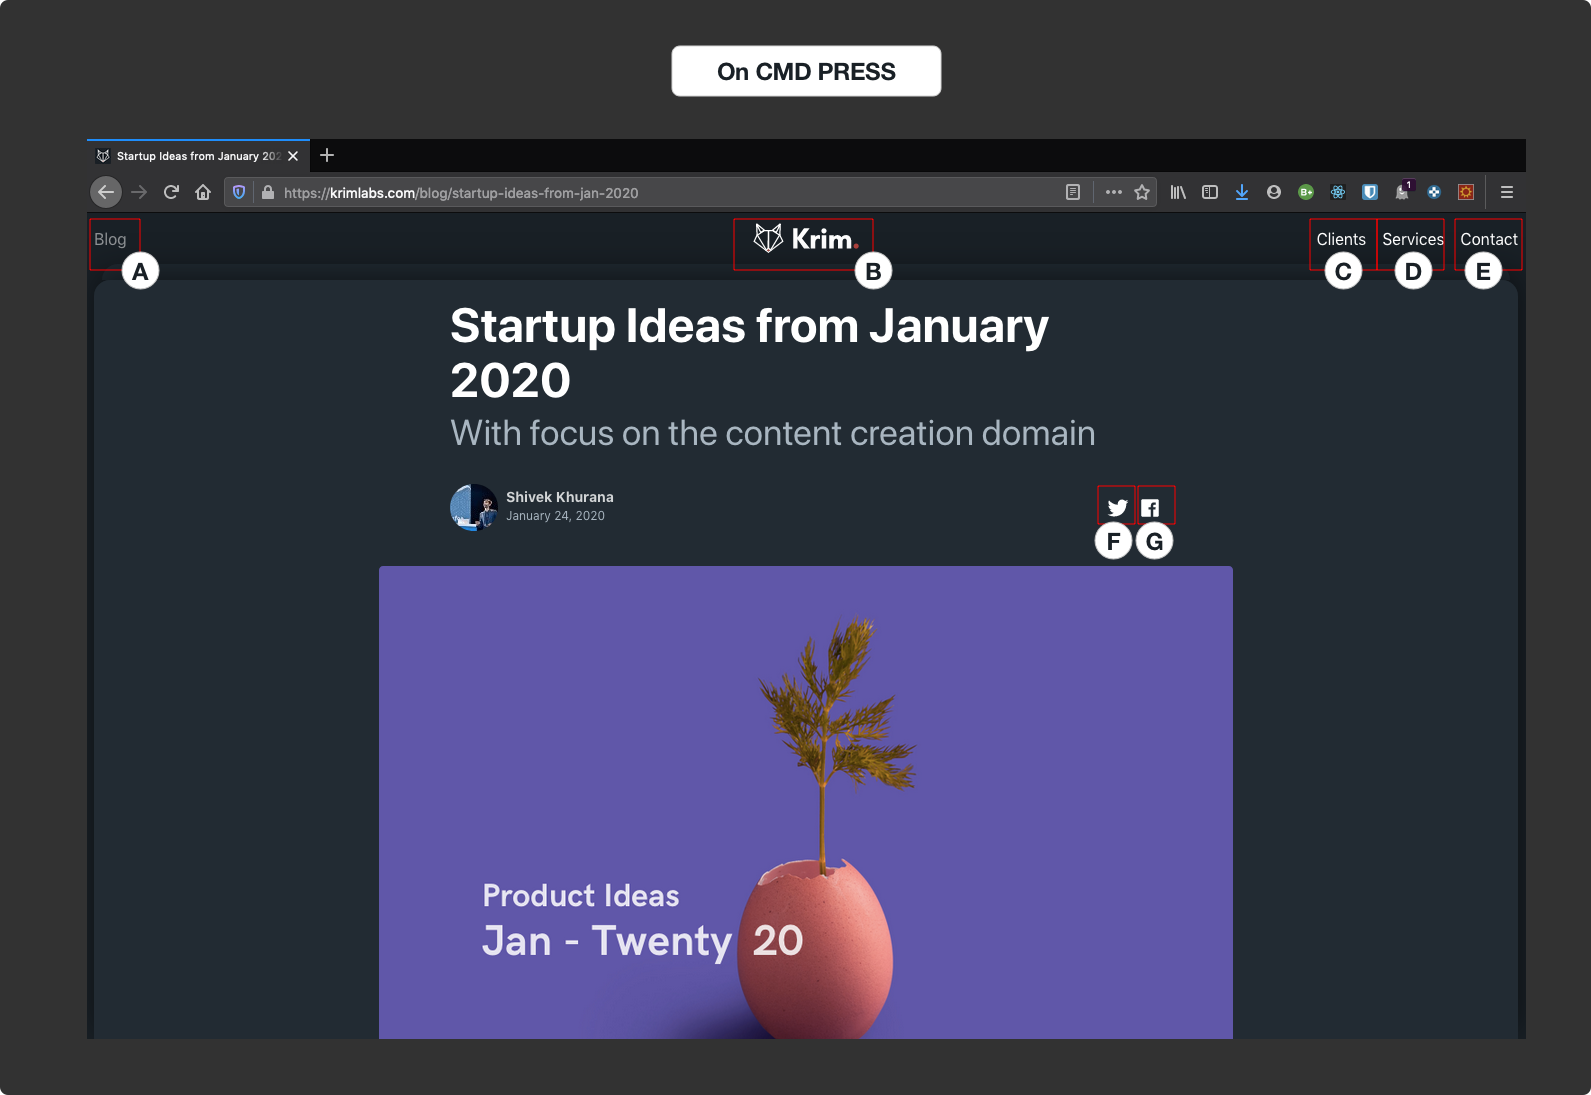 On CMD PRESS
Startup Ideas from January 202
https://krimlabs.com/blog/startup-ideas-from-jan-2020
B+
1
Blog
Krim.
Clients
Services
Contact
A
B
C
D
E
Startup Ideas from January
2020
With focus on the content creation domain
Shivek Khurana
January 24, 2020
F
G
Product Ideas
Jan - Twenty 20